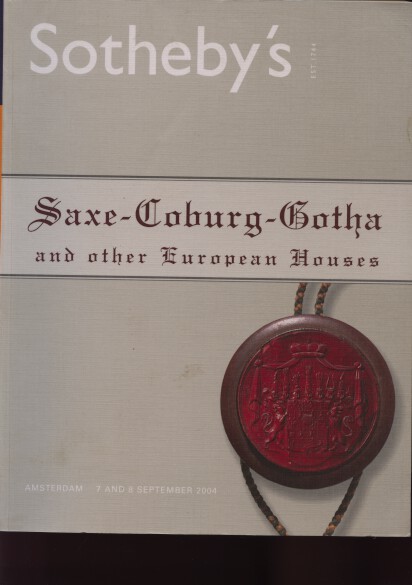 Sotheby's
EST. 1744
Saxe-Coburg-Gotha
and other European Houses
AMSTERDAM 7 AND 8 SEPTEMBER 2004